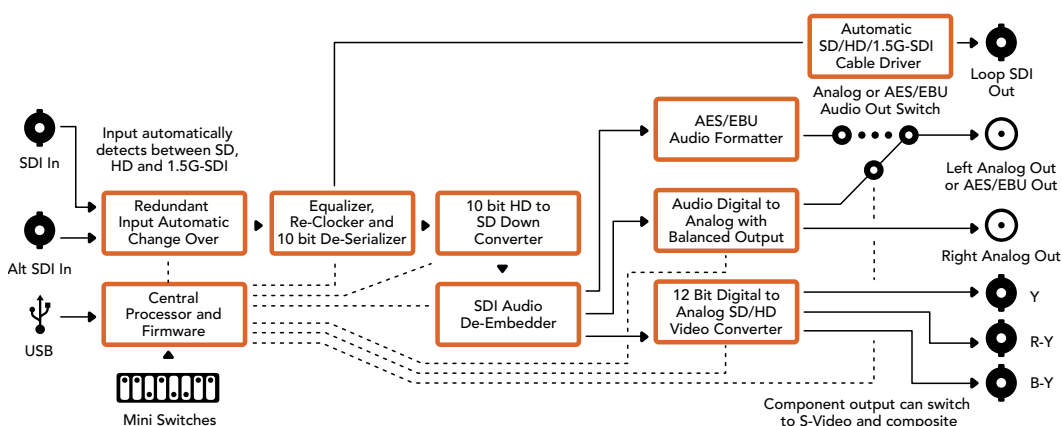 Automatic
SD/HD/1.5G-SDI
Cable Driver
Loop SDI
Out
Analog or AES/EBU
Audio Out Switch
SDI In
Input automatically
detects between SD,
HD and 1.5G-SDI
AES/EBU
Audio Formatter
Left Analog Out
or AES/EBU Out
Redundant
Input Automatic
Change Over
Equalizer,
Re-Clocker and
10 bit De-Serializer
10 bit HD to
SD Down
Converter
Audio Digital to
Analog with
Balanced Output
Right Analog Out
Alt SDI In
Central
Processor and
Firmware
SDI Audio
De-Embedder
12 Bit Digital to
Analog SD/HD
Video Converter
Y
R-Y
B-Y
USB
Mini Switches
Component output can switch
to S-Video and composite